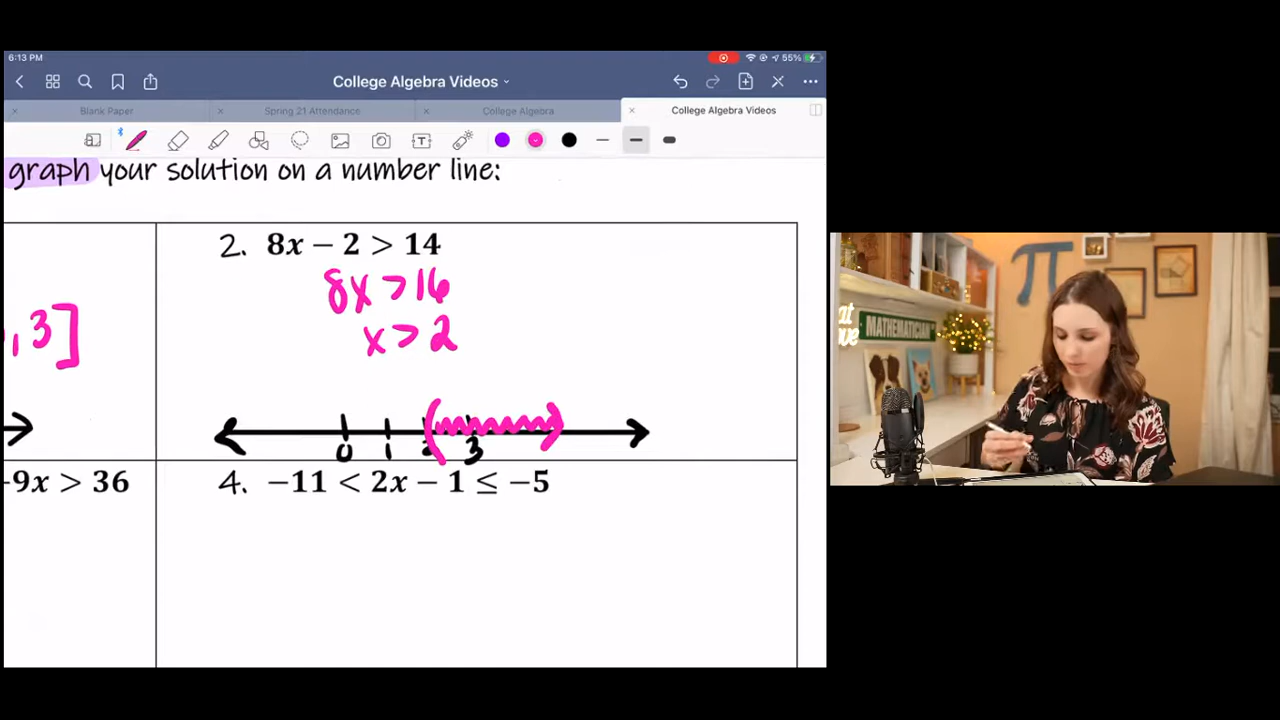 6:13 PM
55%
College Algebra Videos
Blank Paper
Spring 21 Attendance
College Algebra
College Algebra Videos
graph your solution on a number line:
2. 8x − 2 > 14
8x > 16
x > 2
, 3]
0 1 3
-9x > 36
4. −11 < 2x − 1 ≤ −5
MATHEMATICIAN